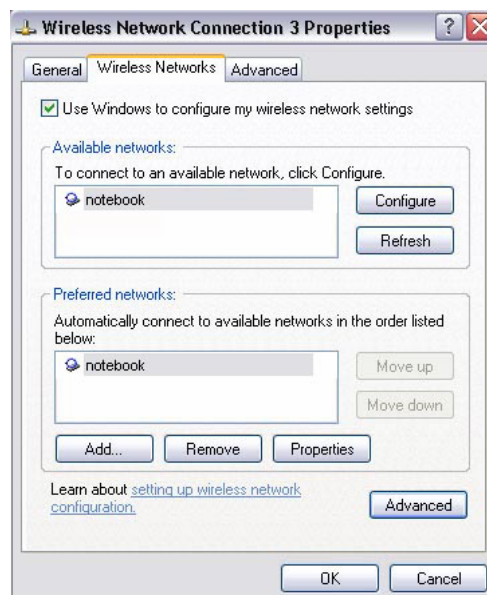 Wireless Network Connection 3 Properties
General Wireless Networks Advanced
Use Windows to configure my wireless network settings
Available networks:
To connect to an available network, click Configure.
notebook
Configure
Refresh
Preferred networks:
Automatically connect to available networks in the order listed
below:
notebook
Move up
Move down
Add... Remove Properties
Learn about setting up wireless network
configuration.
Advanced
OK Cancel